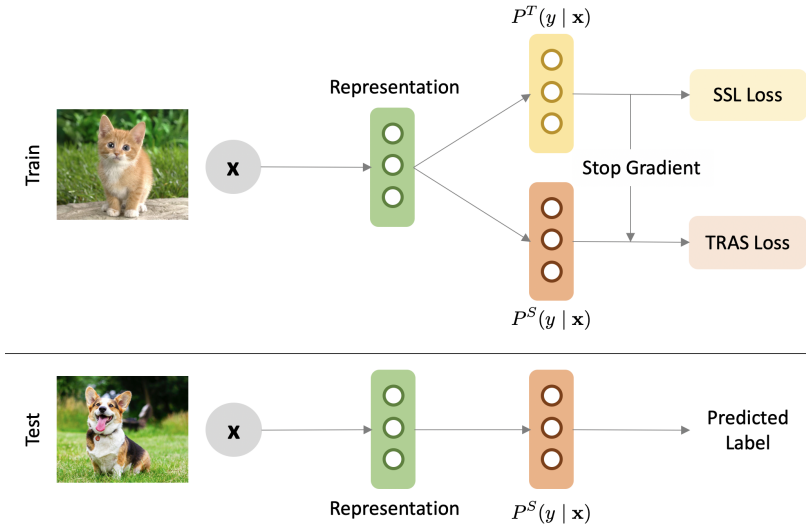 P^T(y | x)
Representation
SSL Loss
Train
x
Stop Gradient
TRAS Loss
P^S(y | x)
Test
x
Predicted
Label
Representation
P^S(y | x)